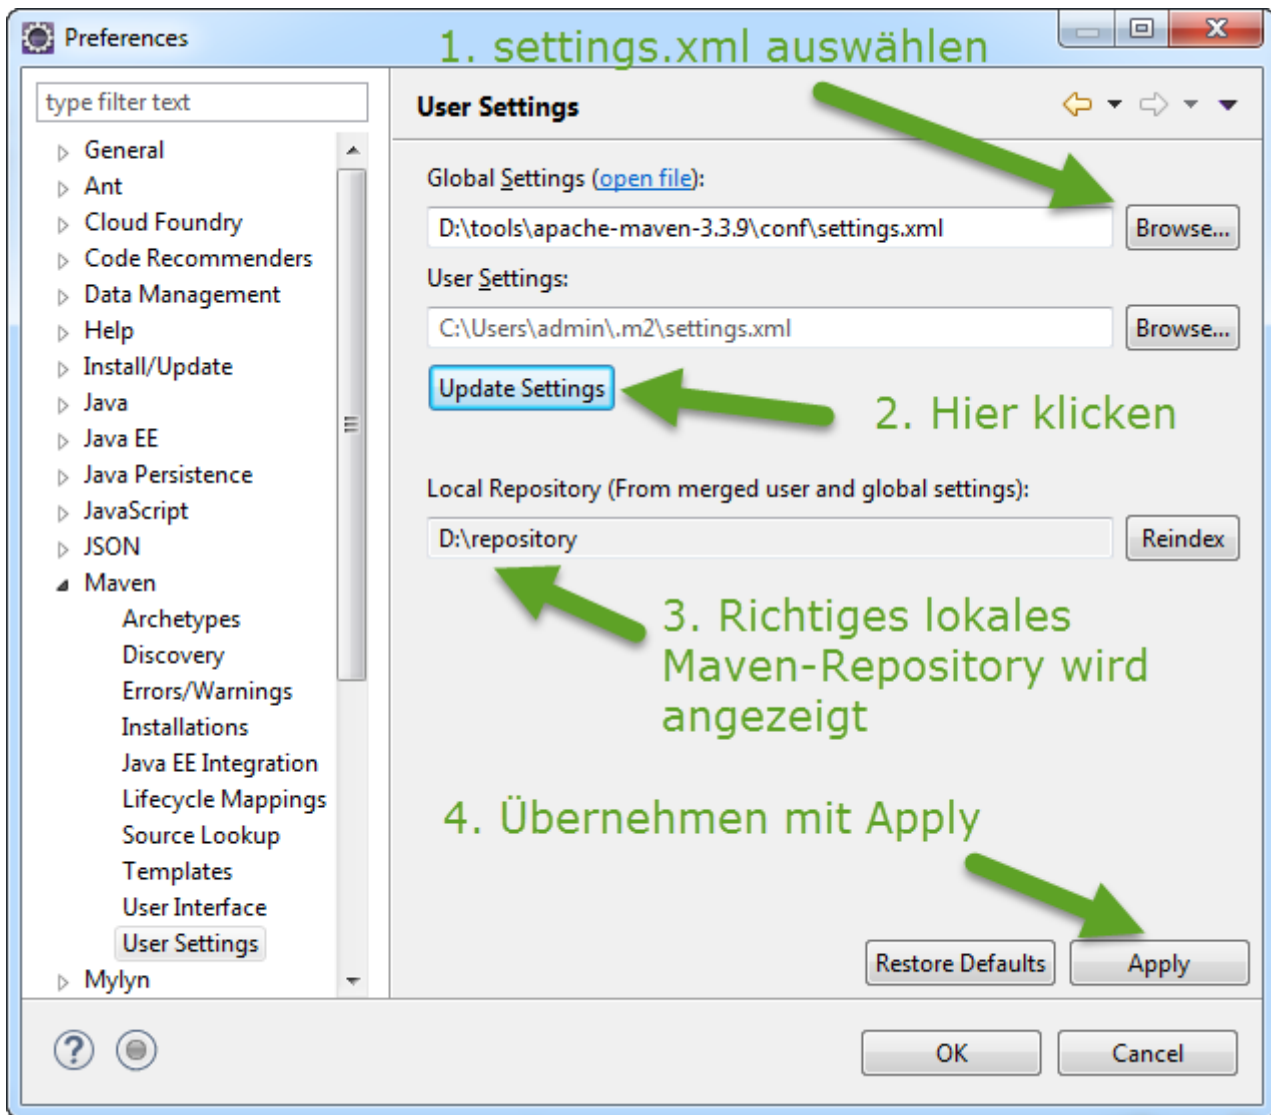 Preferences
1. settings.xml auswählen
type filter text
User Settings
General
Ant
Cloud Foundry
Code Recommenders
Data Management
Help
Install/Update
Java
Java EE
Java Persistence
JavaScript
JSON
Maven
Archetypes
Discovery
Errors/Warnings
Installations
Java EE Integration
Lifecycle Mappings
Source Lookup
Templates
User Interface
User Settings
Mylyn
Global Settings (open file):
D:\tools\apache-maven-3.3.9\conf\settings.xml
Browse...
User Settings:
C:\Users\admin\.m2\settings.xml
Browse...
Update Settings
2. Hier klicken
Local Repository (From merged user and global settings):
D:\repository
Reindex
3. Richtiges lokales
Maven-Repository wird
angezeigt
4. Übernehmen mit Apply
Restore Defaults
Apply
OK
Cancel